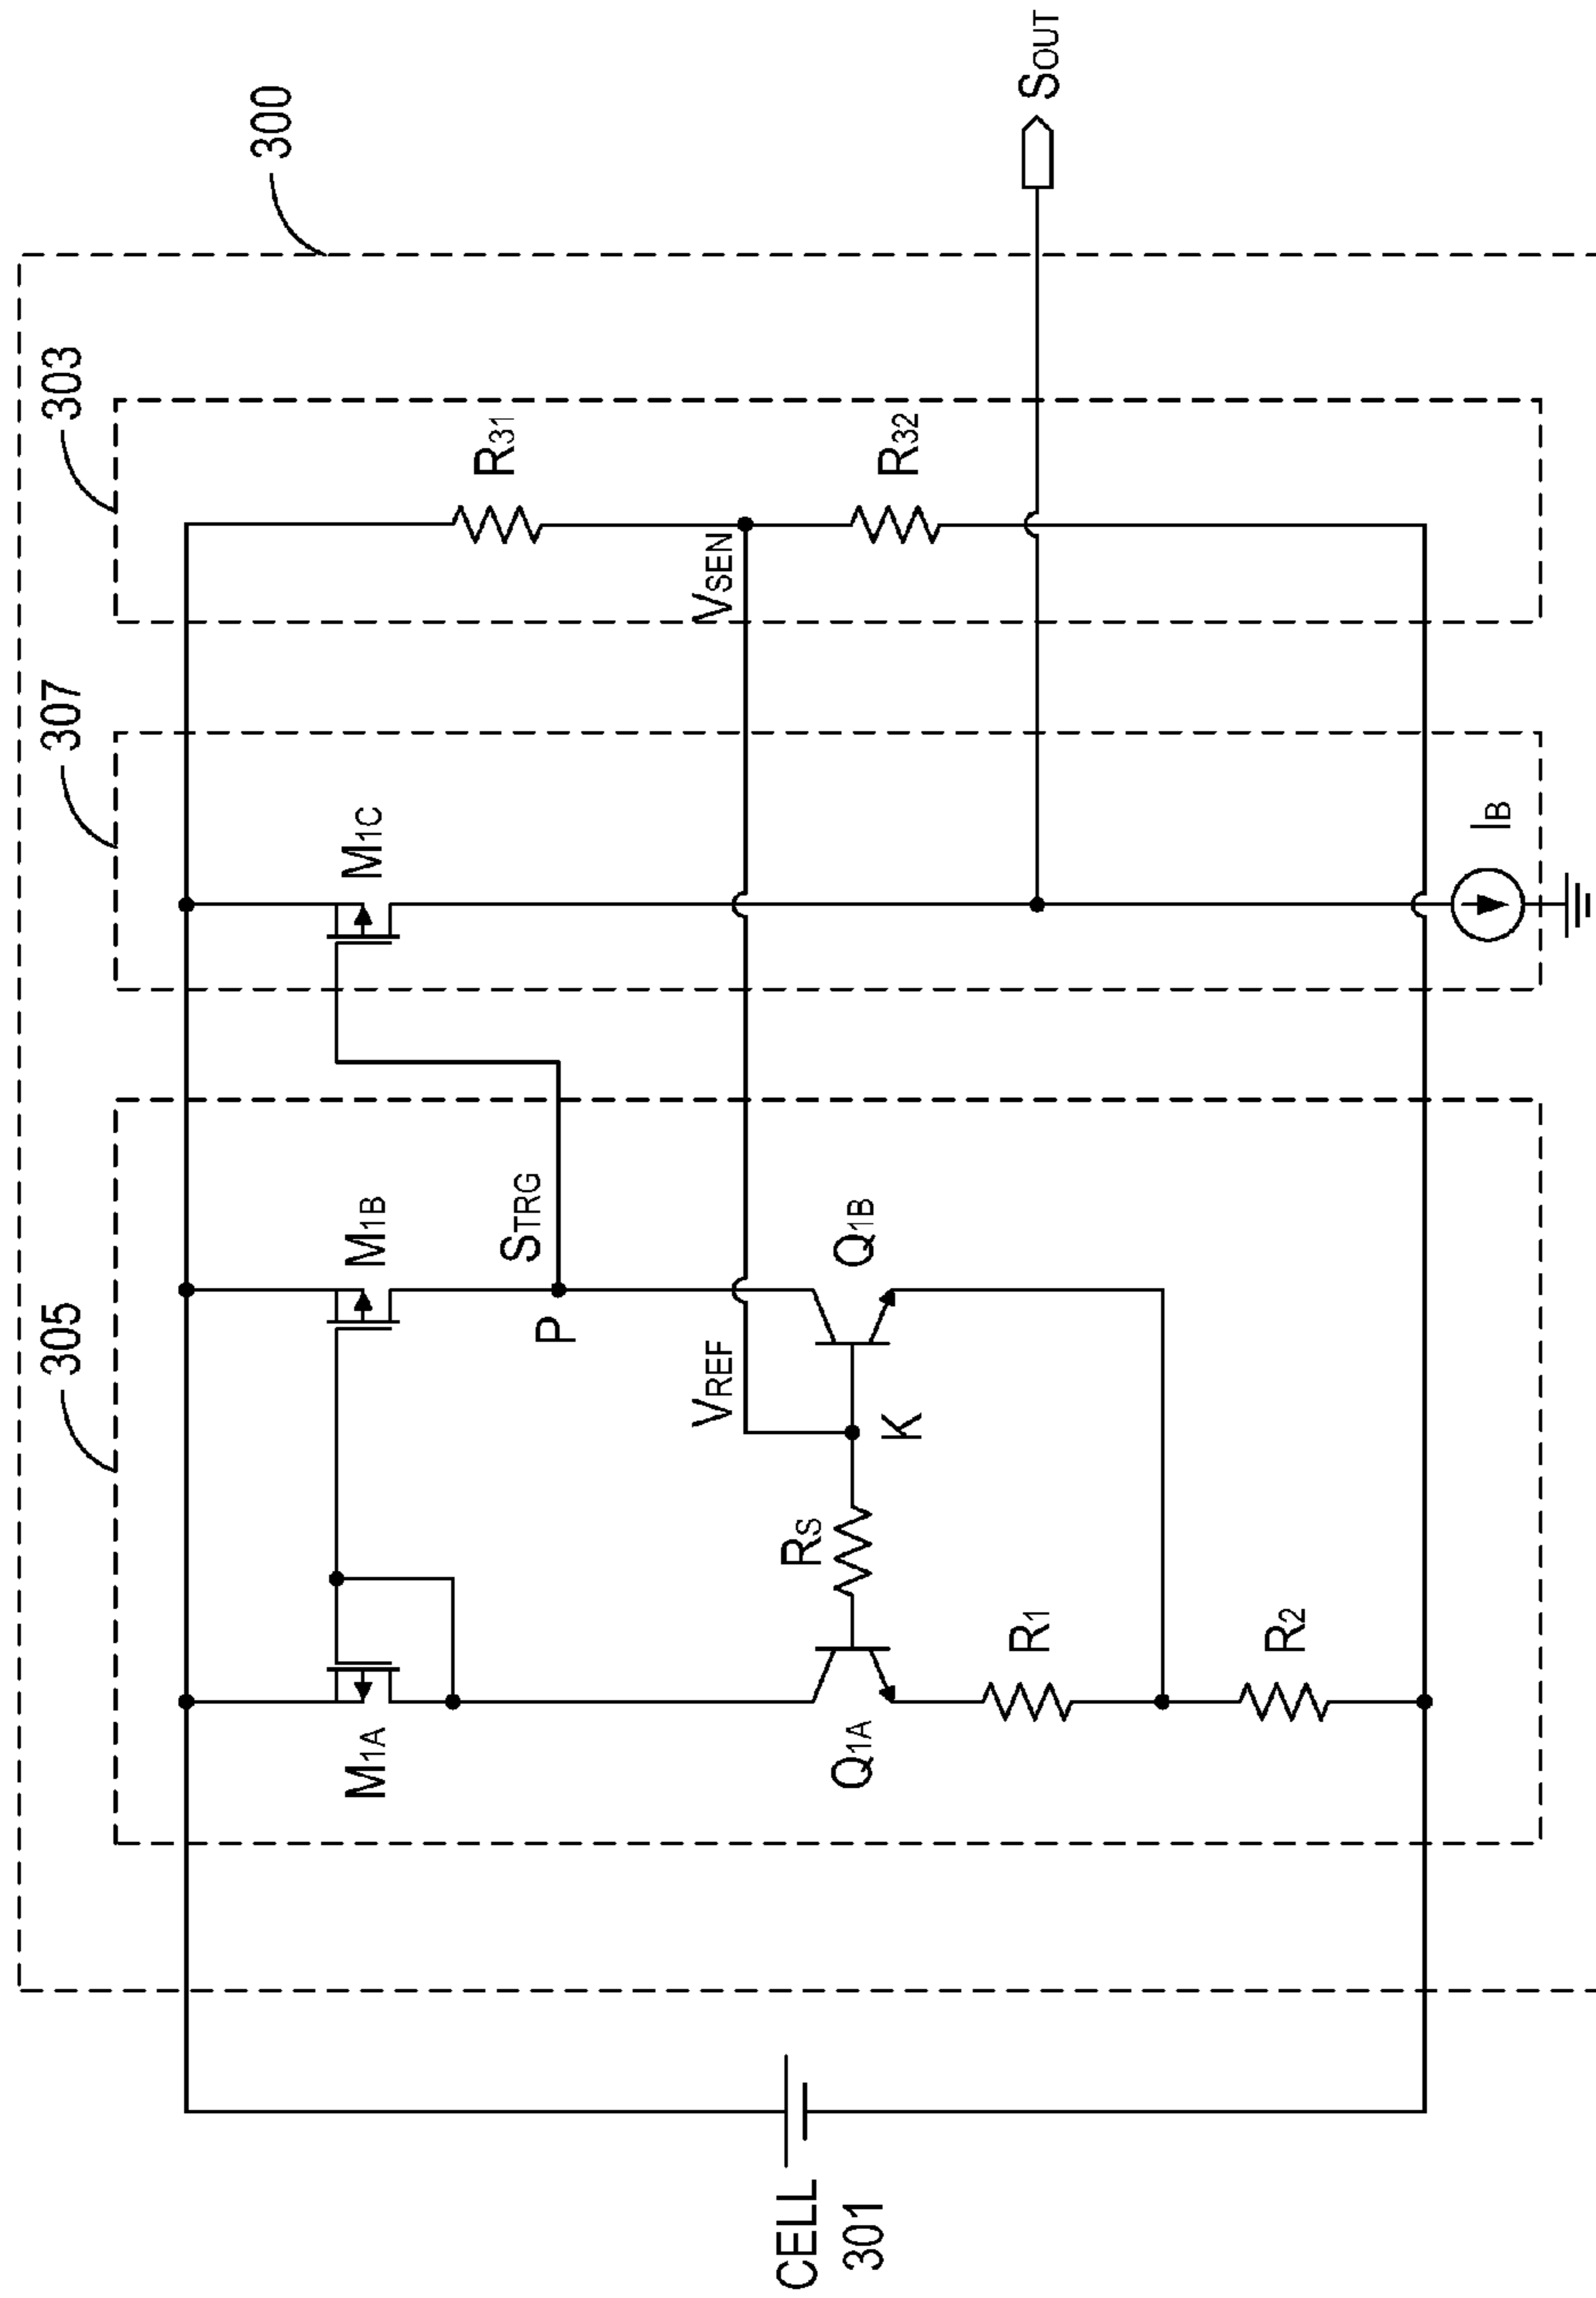 300
305
307
303
M1A
M1B
M1C
R31
STRG
P
VREF
VSEN
CELL
301
Q1A
RS
K
Q1B
R32
R1
SOUT
R2
IB